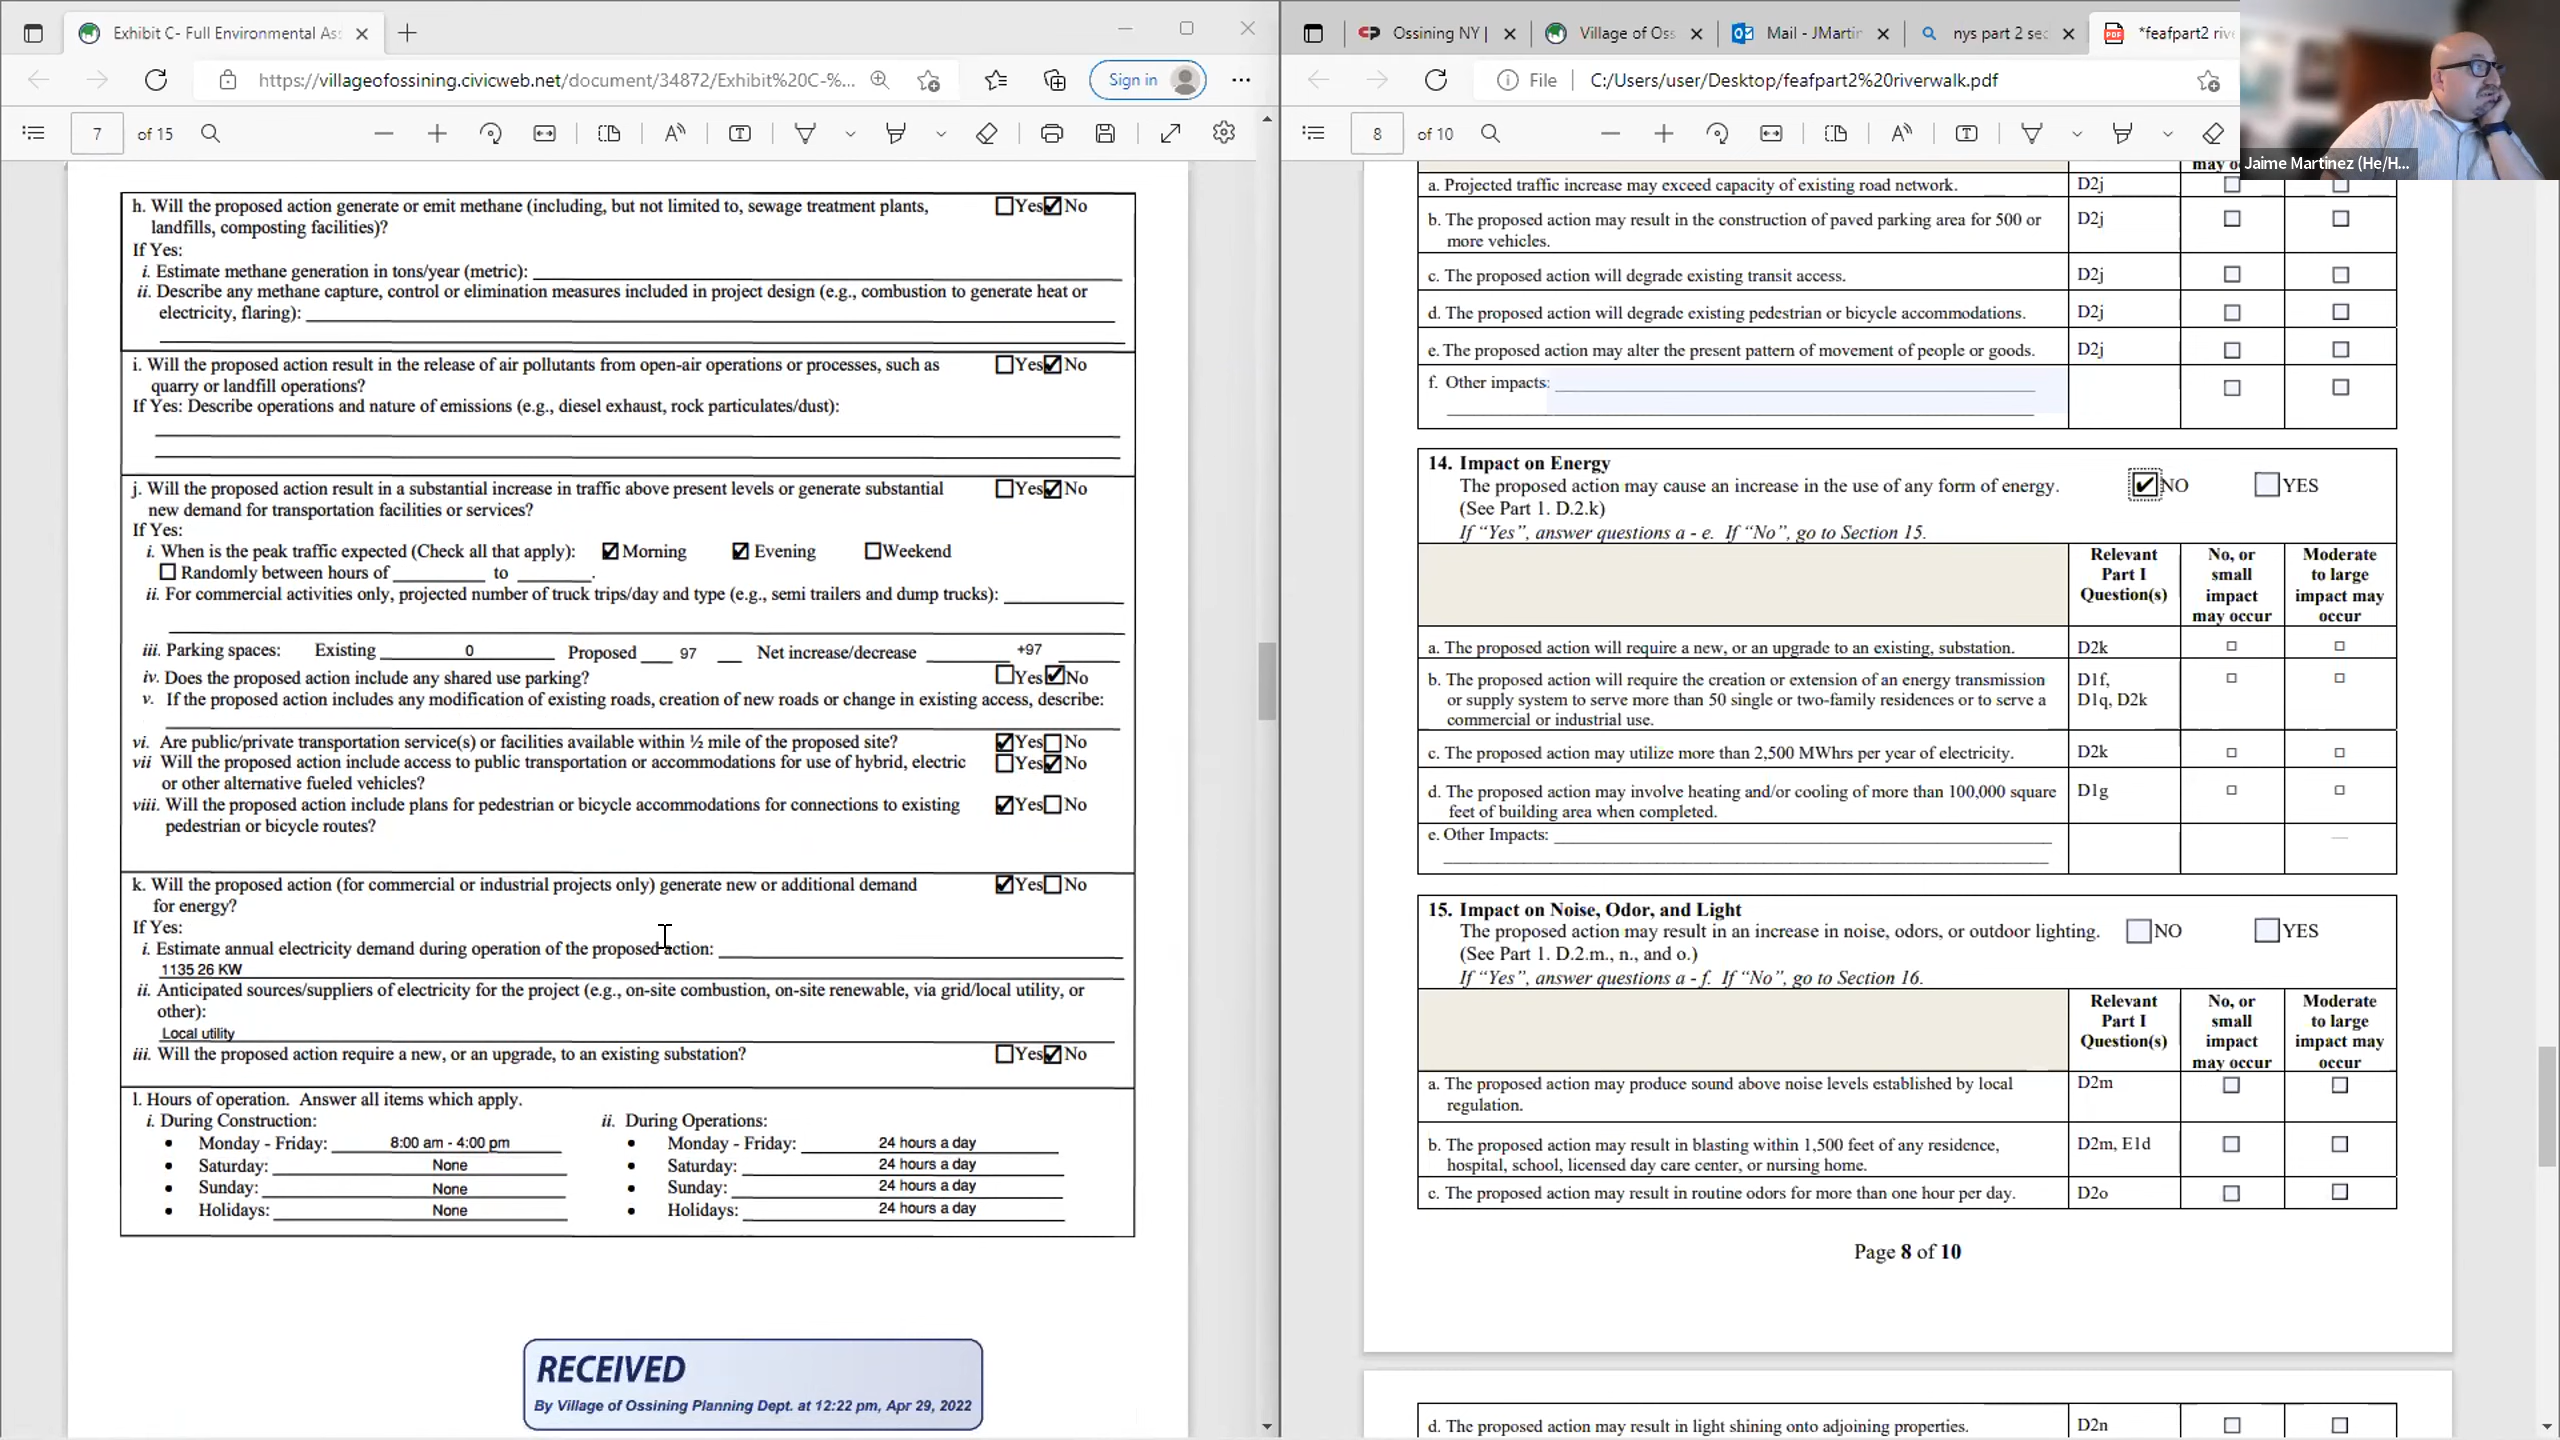 Exhibit C- Full Environmental As
https://villageofossining.civicweb.net/document/34872/Exhibit%20C-%...
Sign in
7 of 15
h. Will the proposed action generate or emit methane (including, but not limited to, sewage treatment plants, Yes No
landfills, composting facilities)?
If Yes:
i. Estimate methane generation in tons/year (metric):
ii. Describe any methane capture, control or elimination measures included in project design (e.g., combustion to generate heat or
electricity, flaring):
i. Will the proposed action result in the release of air pollutants from open-air operations or processes, such as Yes No
quarry or landfill operations?
If Yes: Describe operations and nature of emissions (e.g., diesel exhaust, rock particulates/dust):
j. Will the proposed action result in a substantial increase in traffic above present levels or generate substantial Yes No
new demand for transportation facilities or services?
If Yes:
i. When is the peak traffic expected (Check all that apply): Morning Evening Weekend
Randomly between hours of to .
ii. For commercial activities only, projected number of truck trips/day and type (e.g., semi trailers and dump trucks):
iii. Parking spaces: Existing 0 Proposed 97 Net increase/decrease +97
iv. Does the proposed action include any shared use parking? Yes No
v. If the proposed action includes any modification of existing roads, creation of new roads or change in existing access, describe:
vi. Are public/private transportation service(s) or facilities available within ½ mile of the proposed site? Yes No
vii Will the proposed action include access to public transportation or accommodations for use of hybrid, electric Yes No
or other alternative fueled vehicles?
viii. Will the proposed action include plans for pedestrian or bicycle accommodations for connections to existing Yes No
pedestrian or bicycle routes?
k. Will the proposed action (for commercial or industrial projects only) generate new or additional demand Yes No
for energy?
If Yes:
i. Estimate annual electricity demand during operation of the proposed action:
1135 26 KW
ii. Anticipated sources/suppliers of electricity for the project (e.g., on-site combustion, on-site renewable, via grid/local utility, or
other):
Local utility
iii. Will the proposed action require a new, or an upgrade, to an existing substation? Yes No
l. Hours of operation. Answer all items which apply.
i. During Construction: ii. During Operations:
• Monday - Friday: 8:00 am - 4:00 pm • Monday - Friday: 24 hours a day
• Saturday: None • Saturday: 24 hours a day
• Sunday: None • Sunday: 24 hours a day
• Holidays: None • Holidays: 24 hours a day
RECEIVED
By Village of Ossining Planning Dept. at 12:22 pm, Apr 29, 2022
Ossining NY | Village of Oss Mail - JMartin nys part 2 sec *feafpart2 rive
File C:/Users/user/Desktop/feafpart2%20riverwalk.pdf
8 of 10
Jaime Martinez (He/H...
may o
a. Projected traffic increase may exceed capacity of existing road network. D2j
b. The proposed action may result in the construction of paved parking area for 500 or D2j
more vehicles.
c. The proposed action will degrade existing transit access. D2j
d. The proposed action will degrade existing pedestrian or bicycle accommodations. D2j
e. The proposed action may alter the present pattern of movement of people or goods. D2j
f. Other impacts:
14. Impact on Energy
The proposed action may cause an increase in the use of any form of energy. NO YES
(See Part 1. D.2.k)
If “Yes”, answer questions a - e. If “No”, go to Section 15.
Relevant No, or Moderate
Part I small to large
Question(s) impact impact may
may occur occur
a. The proposed action will require a new, or an upgrade to an existing, substation. D2k
b. The proposed action will require the creation or extension of an energy transmission D1f,
or supply system to serve more than 50 single or two-family residences or to serve a D1q, D2k
commercial or industrial use.
c. The proposed action may utilize more than 2,500 MWhrs per year of electricity. D2k
d. The proposed action may involve heating and/or cooling of more than 100,000 square D1g
feet of building area when completed.
e. Other Impacts:
15. Impact on Noise, Odor, and Light
The proposed action may result in an increase in noise, odors, or outdoor lighting. NO YES
(See Part 1. D.2.m., n., and o.)
If “Yes”, answer questions a - f. If “No”, go to Section 16.
Relevant No, or Moderate
Part I small to large
Question(s) impact impact may
may occur occur
a. The proposed action may produce sound above noise levels established by local D2m
regulation.
b. The proposed action may result in blasting within 1,500 feet of any residence, D2m, E1d
hospital, school, licensed day care center, or nursing home.
c. The proposed action may result in routine odors for more than one hour per day. D2o
Page 8 of 10
d. The proposed action may result in light shining onto adjoining properties. D2n